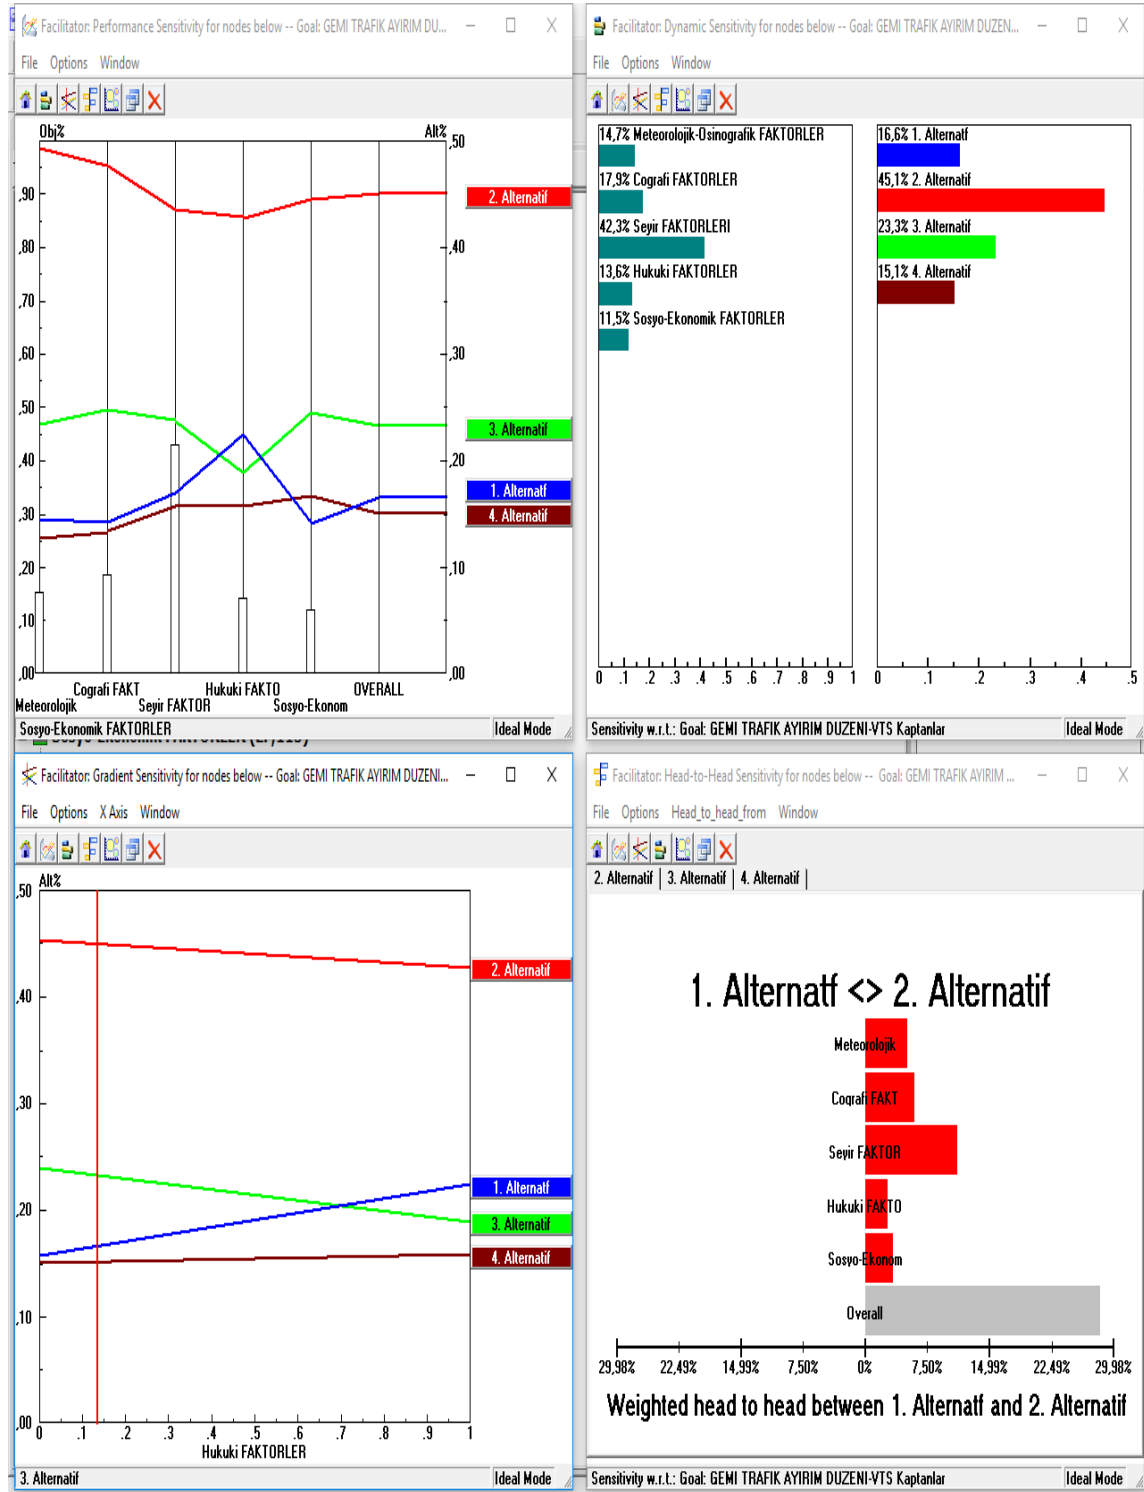 Facilitator: Performance Sensitivity for nodes below -- Goal: GEMI TRAFIK AYIRIM DU...
File Options Window
Obj%
Alt%
,90
,80
,70
,60
,50
,40
,30
,20
,10
,00
,50
,40
,30
,20
,10
,00
2. Alternatif
3. Alternatif
1. Alternatf
4. Alternatif
Cografi FAKT
Hukuki FAKTO
OVERALL
Meteorolojik
Seyir FAKTOR
Sosyo-Ekonom
Sosyo-Ekonomik FAKTORLER
Ideal Mode
Facilitator: Dynamic Sensitivity for nodes below -- Goal: GEMI TRAFIK AYIRIM DUZEN...
File Options Window
14,7% Meteorolojik-Osinografik FAKTORLER
17,9% Cografi FAKTORLER
42,3% Seyir FAKTORLERI
13,6% Hukuki FAKTORLER
11,5% Sosyo-Ekonomik FAKTORLER
0 .1 .2 .3 .4 .5 .6 .7 .8 .9 1
16,6% 1. Alternatf
45,1% 2. Alternatif
23,3% 3. Alternatif
15,1% 4. Alternatif
0 .1 .2 .3 .4 .5
Sensitivity w.r.t.: Goal: GEMI TRAFIK AYIRIM DUZENI-VTS Kaptanlar
Ideal Mode
Facilitator: Gradient Sensitivity for nodes below -- Goal: GEMI TRAFIK AYIRIM DUZENI...
File Options X Axis Window
Alt%
,50
,40
,30
,20
,10
,00
2. Alternatif
1. Alternatf
3. Alternatif
4. Alternatif
0 .1 .2 .3 .4 .5 .6 .7 .8 .9 1
Hukuki FAKTORLER
3. Alternatif
Ideal Mode
Facilitator: Head-to-Head Sensitivity for nodes below -- Goal: GEMI TRAFIK AYIRIM ...
File Options Head_to_head_from Window
2. Alternatif | 3. Alternatif | 4. Alternatif |
1. Alternatf <> 2. Alternatif
Meteorolojik
Cografi FAKT
Seyir FAKTOR
Hukuki FAKTO
Sosyo-Ekonom
Overall
29,98% 22,49% 14,99% 7,50% 0% 7,50% 14,99% 22,49% 29,98%
Weighted head to head between 1. Alternatf and 2. Alternatif
Sensitivity w.r.t.: Goal: GEMI TRAFIK AYIRIM DUZENI-VTS Kaptanlar
Ideal Mode